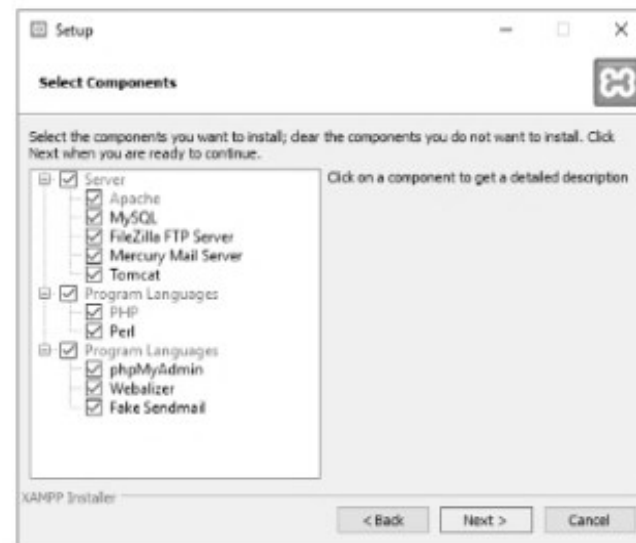 Setup
Select Components
Select the components you want to install; clear the components you do not want to install. Click
Next when you are ready to continue.
Server
Apache
MySQL
FileZilla FTP Server
Mercury Mail Server
Tomcat
Program Languages
PHP
Perl
Program Languages
phpMyAdmin
Webalizer
Fake Sendmail
Click on a component to get a detailed description
XAMPP Installer
< Back
Next >
Cancel